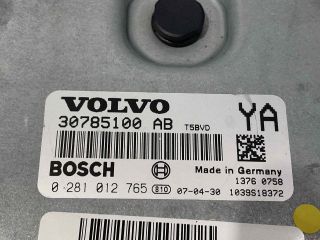 VOLVO
30785100 AB T5BVD YA
BOSCH Made in Germany
1376 0758
0 281 012 765 810 07-04-30 1039S18372